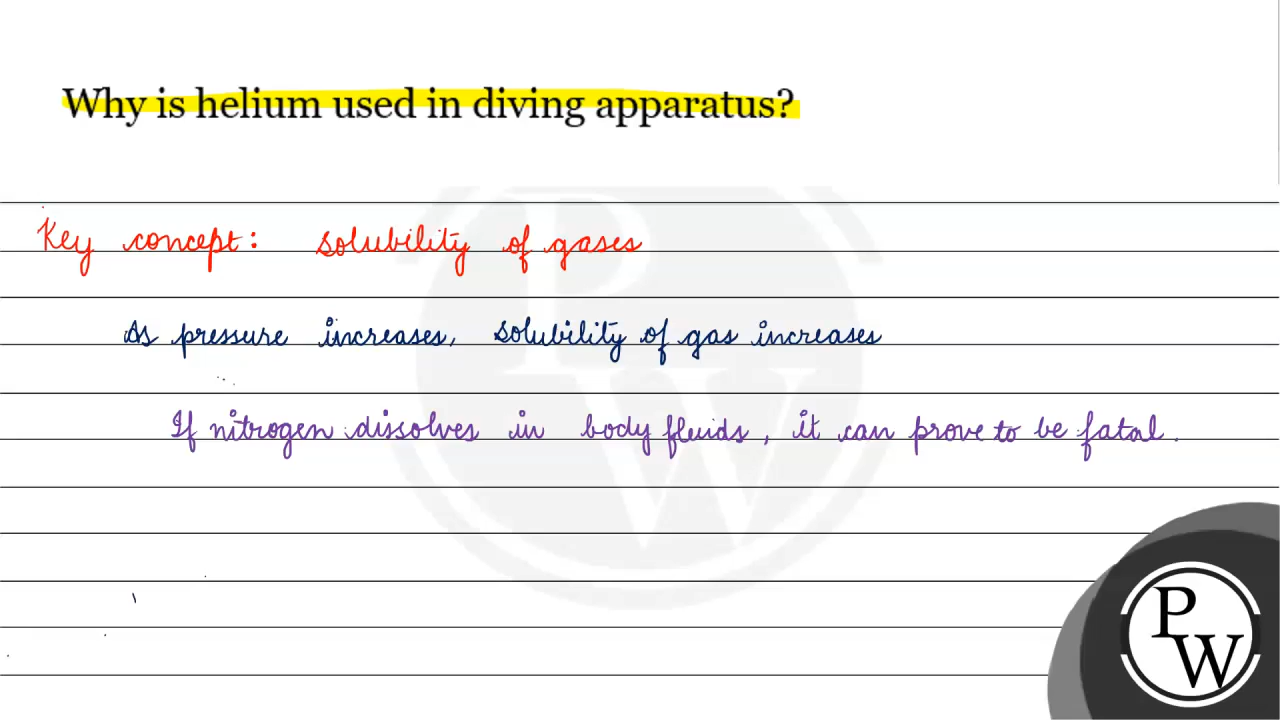 Why is helium used in diving apparatus?
Key concept: solubility of gases
As pressure increases, solubility of gas increases
If nitrogen dissolves in body fluids, it can prove to be fatal.
P
W
P
W